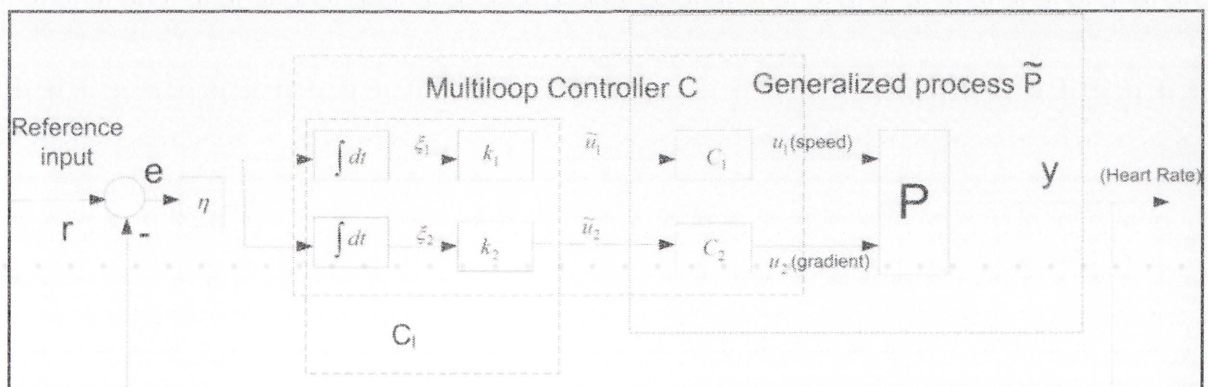 Multiloop Controller C
Generalized process P̃
Reference
input
∫ dt
ξ₁
k₁
ũ₁
C₁
u₁(speed)
e
η
r
-
P
y
(Heart Rate)
∫ dt
ξ₂
k₂
ũ₂
C₂
u₂(gradient)
Cᵢ